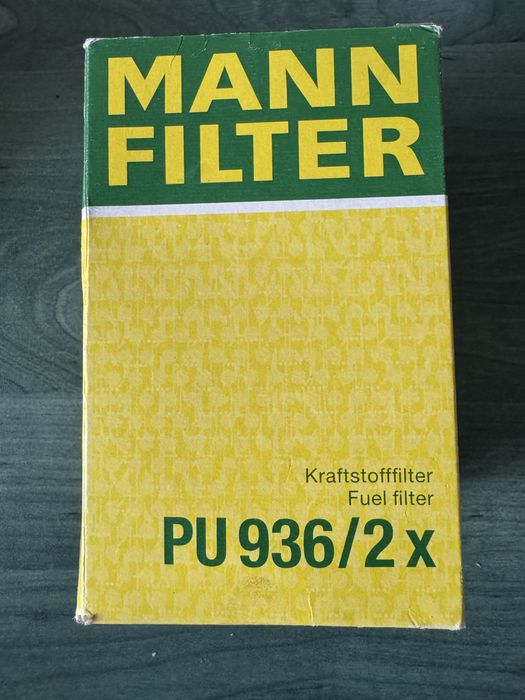 MANN
FILTER
Kraftstofffilter
Fuel filter
PU 936/2 x